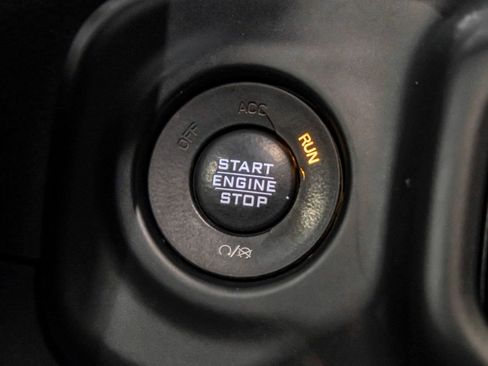 ACC
OFF
RUN
START
ENGINE
STOP